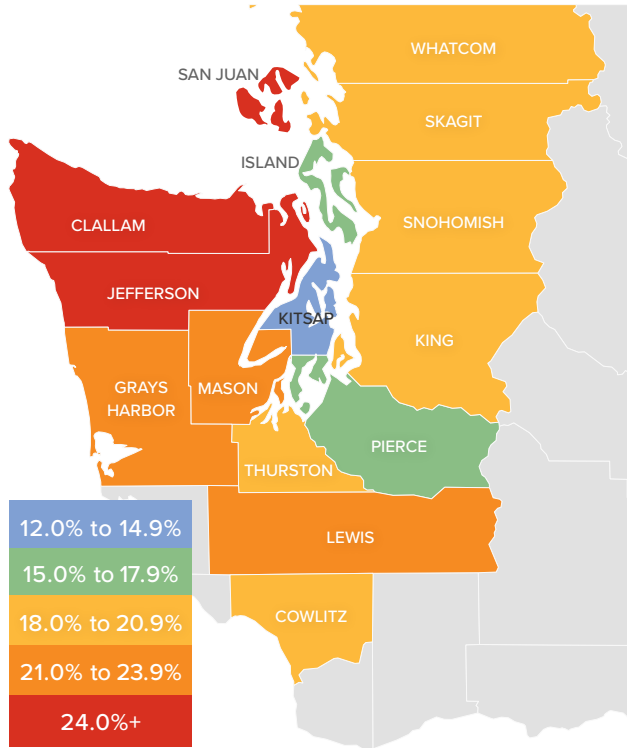 WHATCOM
SAN JUAN
SKAGIT
ISLAND
SNOHOMISH
CLALLAM
JEFFERSON
KITSAP
KING
GRAYS
HARBOR
MASON
PIERCE
THURSTON
LEWIS
COWLITZ
12.0% to 14.9%
15.0% to 17.9%
18.0% to 20.9%
21.0% to 23.9%
24.0%+